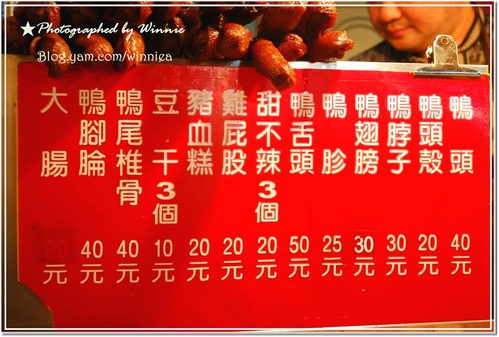 ★Photographed by Winnie
Blog.yam.com/winniea
鴨頭 40元
鴨頭殼 20元
鴨脖子 30元
鴨翅膀 30元
鴨胗 25元
鴨舌頭 50元
甜不辣3個 20元
雞屁股 20元
豬血糕 20元
豆干3個 10元
鴨尾椎骨 40元
鴨腳腀 40元
大腸 元